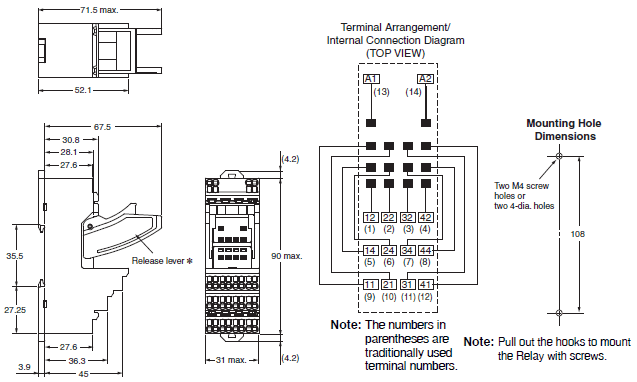 71.5 max.
52.1
67.5
30.8
28.1
27.6
35.5
27.25
Release lever *
27.6
36.3
3.9
45
(4.2)
90 max.
31 max.
(4.2)
Terminal Arrangement/
Internal Connection Diagram
(TOP VIEW)
A1 A2
(13) (14)
12 22 32 42
(1) (2) (3) (4)
14 24 34 44
(5) (6) (7) (8)
11 21 31 41
(9) (10) (11) (12)
Note: The numbers in
parentheses are
traditionally used
terminal numbers.
Mounting Hole
Dimensions
Two M4 screw
holes or
two 4-dia. holes
108
Note: Pull out the hooks to mount
the Relay with screws.